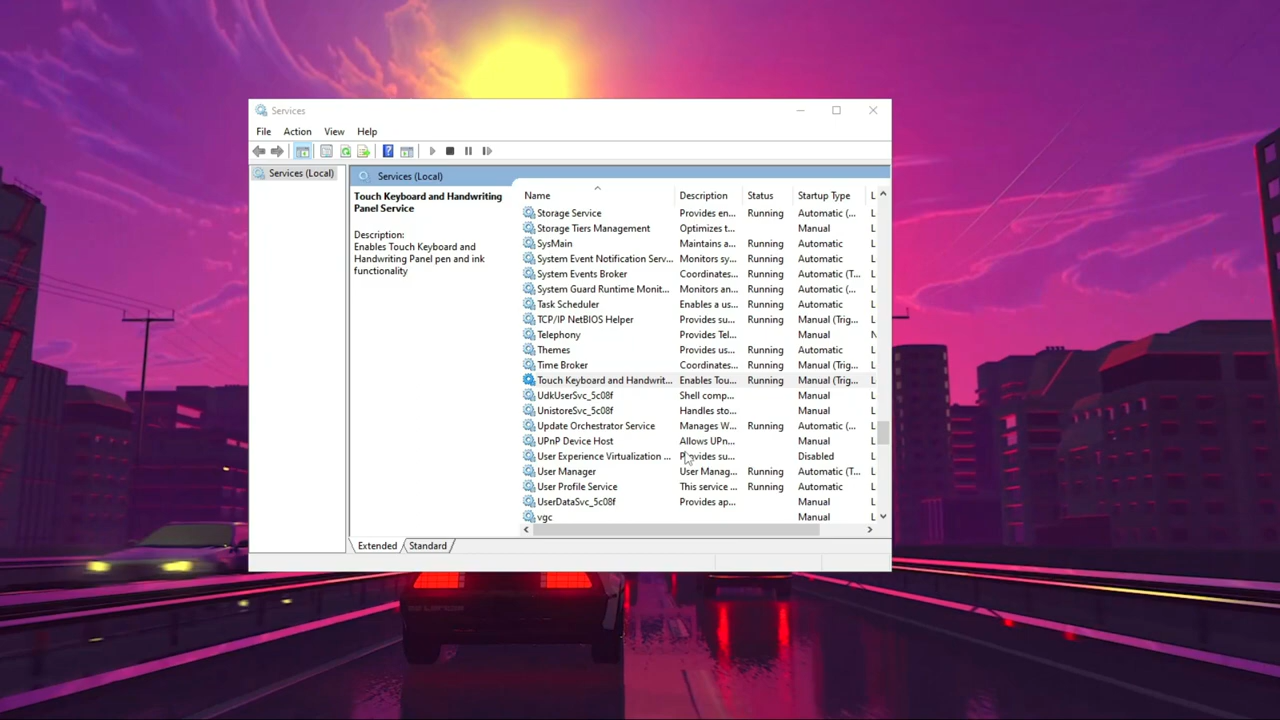 Services
File Action View Help
Services (Local)
Services (Local)
Touch Keyboard and Handwriting
Panel Service
Description:
Enables Touch Keyboard and
Handwriting Panel pen and ink
functionality
Name Description Status Startup Type L
Storage Service Provides en... Running Automatic (... L
Storage Tiers Management Optimizes t... Manual L
SysMain Maintains a... Running Automatic L
System Event Notification Serv... Monitors sy... Running Automatic L
System Events Broker Coordinates... Running Automatic (T... L
System Guard Runtime Monit... Monitors an... Running Automatic (... L
Task Scheduler Enables a us... Running Automatic L
TCP/IP NetBIOS Helper Provides su... Running Manual (Trig... L
Telephony Provides Tel... Manual N
Themes Provides us... Running Automatic L
Time Broker Coordinates... Running Manual (Trig... L
Touch Keyboard and Handwrit... Enables Tou... Running Manual (Trig... L
UdkUserSvc_5c08f Shell comp... Manual L
UnistoreSvc_5c08f Handles sto... Manual L
Update Orchestrator Service Manages W... Running Automatic (... L
UPnP Device Host Allows UPn... Manual L
User Experience Virtualization ... Provides su... Disabled L
User Manager User Manag... Running Automatic (T... L
User Profile Service This service ... Running Automatic L
UserDataSvc_5c08f Provides ap... Manual L
vgc Manual L
Extended Standard